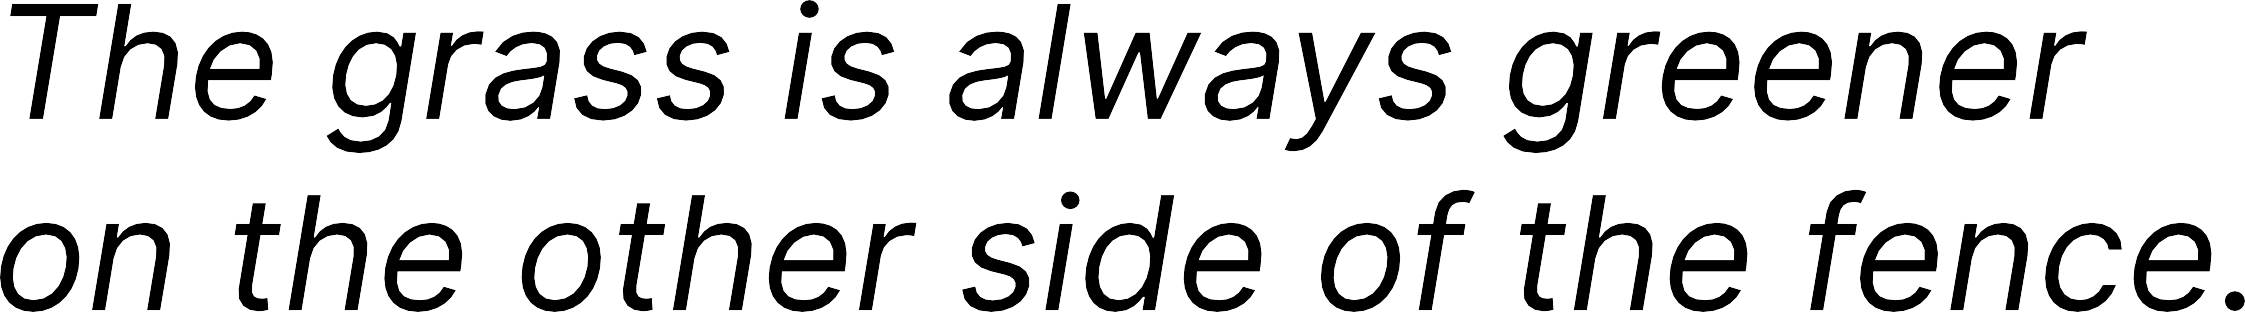 The grass is always greener
on the other side of the fence.